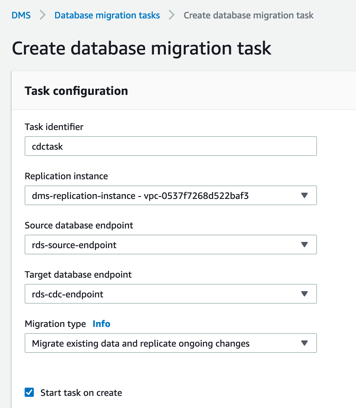 DMS > Database migration tasks > Create database migration task
Create database migration task
Task configuration
Task identifier
cdctask
Replication instance
dms-replication-instance - vpc-0537f7268d522baf3
Source database endpoint
rds-source-endpoint
Target database endpoint
rds-cdc-endpoint
Migration type Info
Migrate existing data and replicate ongoing changes
Start task on create